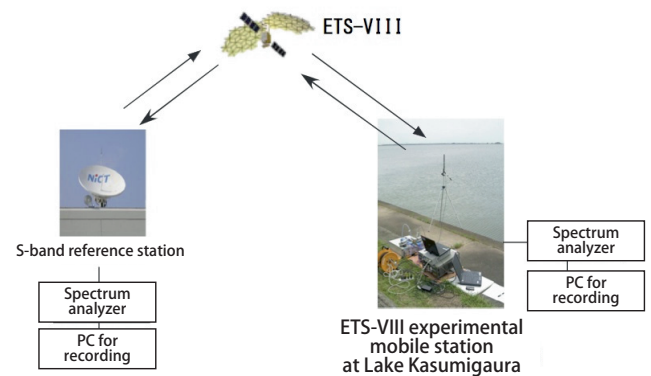 ETS-VIII
NiCT
S-band reference station
Spectrum
analyzer
PC for
recording
Spectrum
analyzer
PC for
recording
ETS-VIII experimental
mobile station
at Lake Kasumigaura